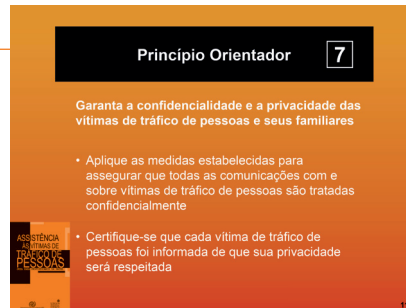 Princípio Orientador 7
Garanta a confidencialidade e a privacidade das
vítimas de tráfico de pessoas e seus familiares
• Aplique as medidas estabelecidas para
assegurar que todas as comunicações com e
sobre vítimas de tráfico de pessoas são tratadas
confidencialmente
• Certifique-se que cada vítima de tráfico de
pessoas foi informada de que sua privacidade
será respeitada
ASSISTÊNCIA
ÀS VÍTIMAS DE
TRÁFICO DE
PESSOAS